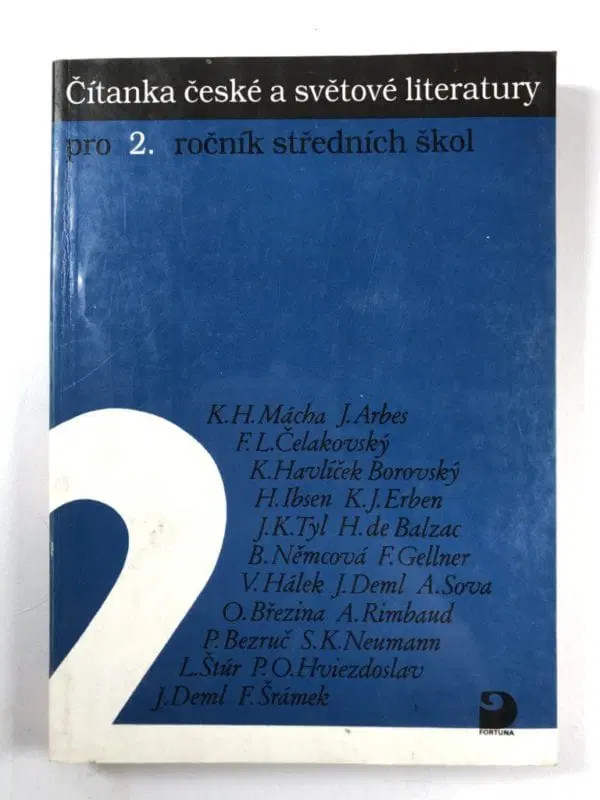 Čítanka české a světové literatury
pro 2. ročník středních škol
K.H.Mácha J.Arbes
F.L.Čelakovský
K.Havlíček Borovský
H.Ibsen K.J.Erben
J.K.Tyl H.de Balzac
B.Němcová F.Gellner
V.Hálek J.Deml A.Sova
O.Březina A.Rimbaud
P.Bezruč S.K.Neumann
L.Štúr P.O.Hviezdoslav
J.Deml F.Šrámek
2
FORTUNA